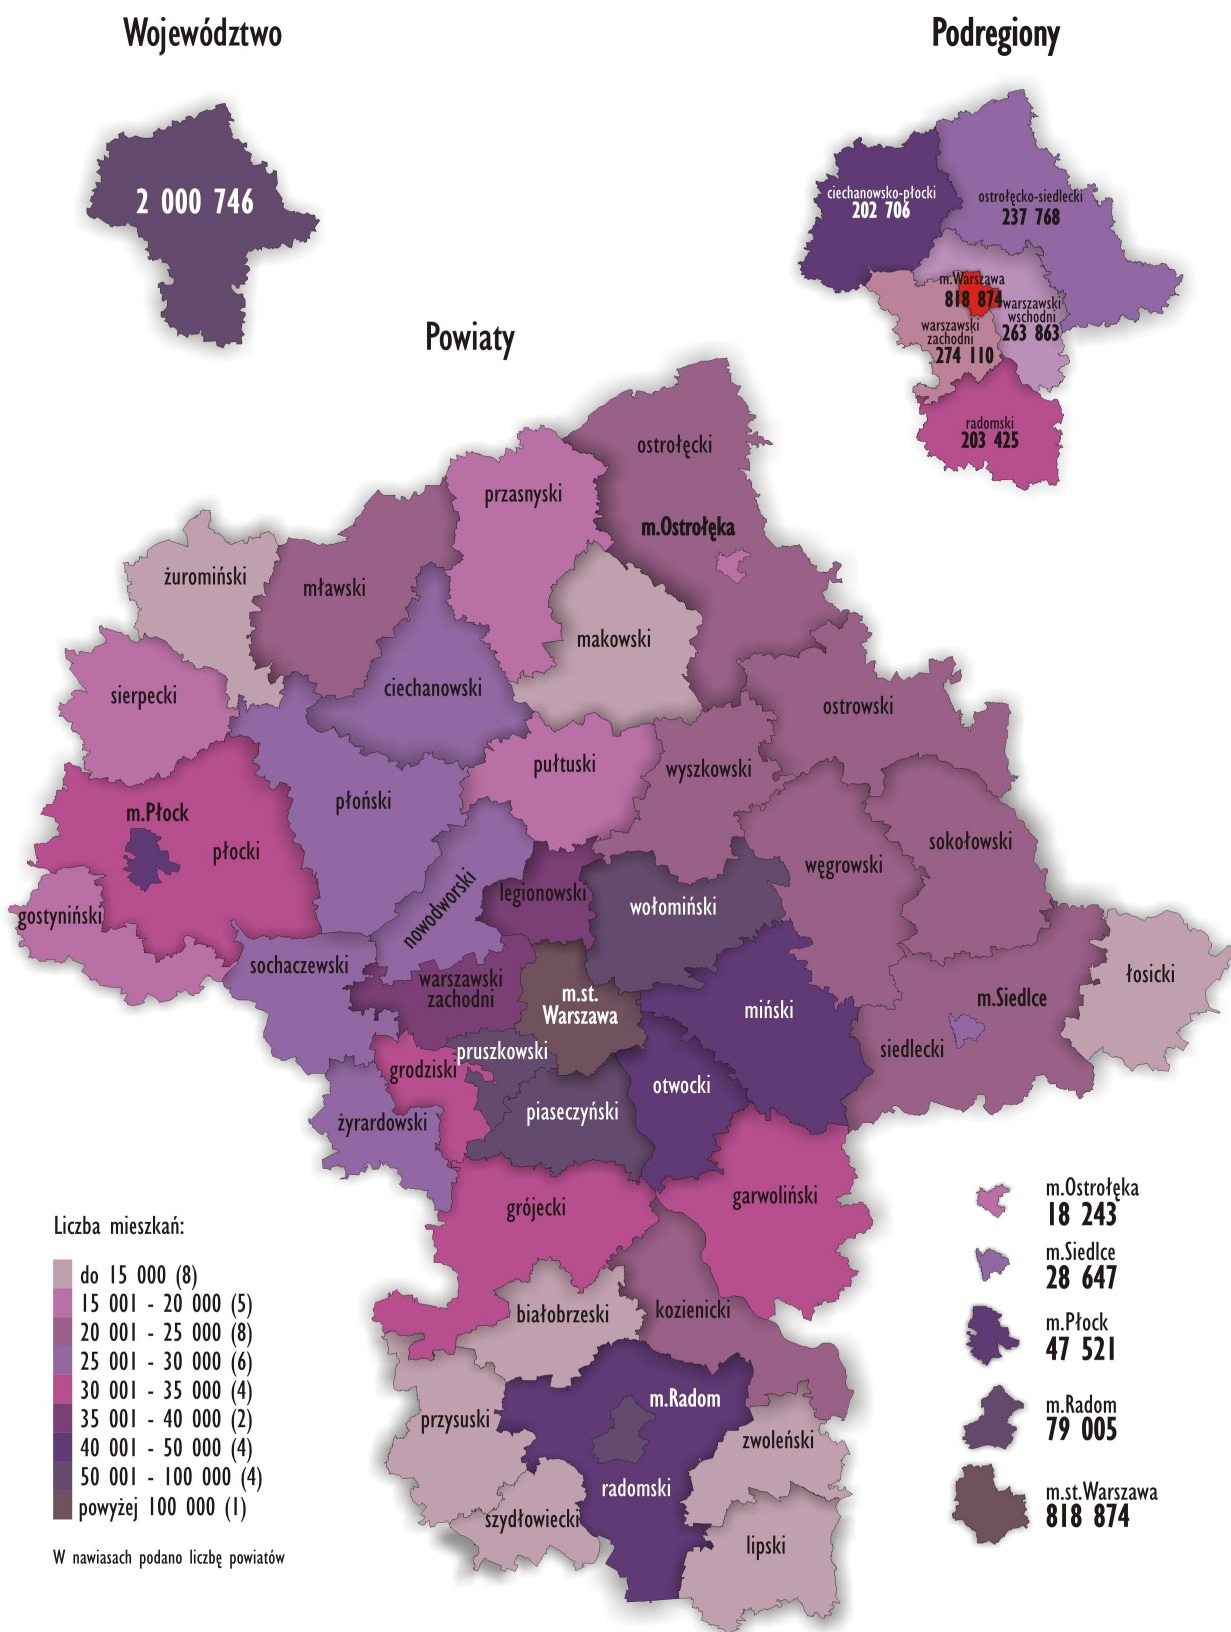 Województwo
2 000 746
Podregiony
ciechanowsko-płocki
202 706
ostrołęcko-siedlecki
237 768
m.Warszawa
818 874
warszawski
wschodni
263 863
warszawski
zachodni
274 110
radomski
203 425
Powiaty
ostrołęcki
przasnyski
m.Ostrołęka
żuromiński
mławski
makowski
sierpecki
ciechanowski
ostrowski
pułtuski
wyszkowski
płoński
m.Płock
płocki
sokołowski
węgrowski
legionowski
nowodworski
wołomiński
gostyniński
sochaczewski
warszawski
zachodni
łosicki
m.st.
Warszawa
m.Siedlce
miński
siedlecki
pruszkowski
grodziski
otwocki
piaseczyński
żyrardowski
garwoliński
grójecki
białobrzeski
kozienicki
m.Radom
przysuski
zwoleński
radomski
szydłowiecki
lipski
Liczba mieszkań:
do 15 000 (8)
15 001 - 20 000 (5)
20 001 - 25 000 (8)
25 001 - 30 000 (6)
30 001 - 35 000 (4)
35 001 - 40 000 (2)
40 001 - 50 000 (4)
50 001 - 100 000 (4)
powyżej 100 000 (1)
W nawiasach podano liczbę powiatów
m.Ostrołęka
18 243
m.Siedlce
28 647
m.Płock
47 521
m.Radom
79 005
m.st.Warszawa
818 874